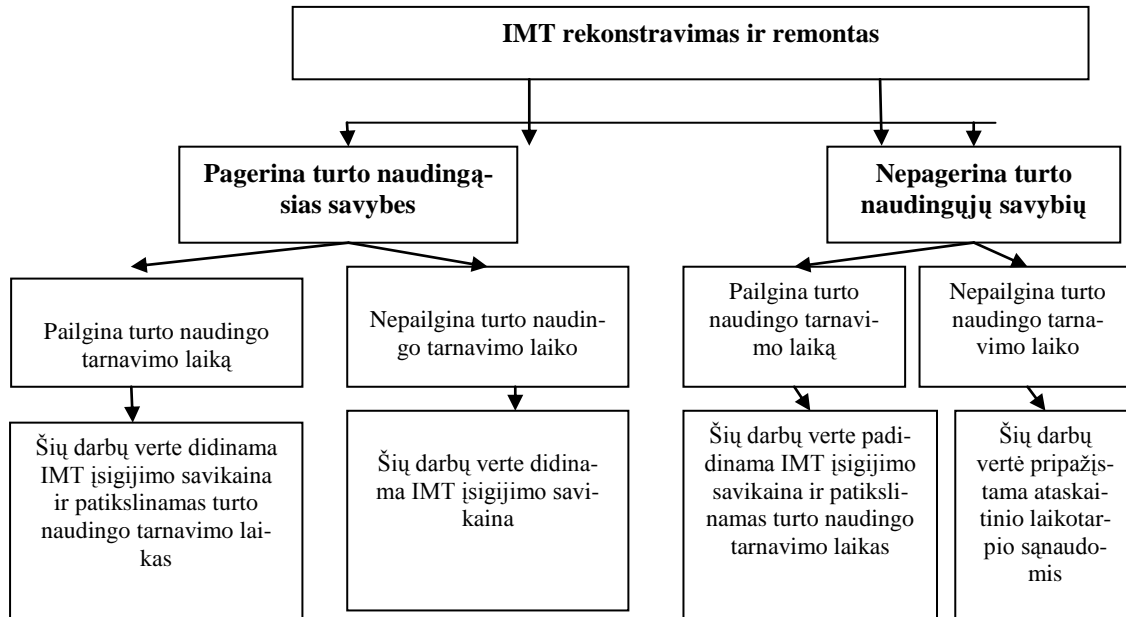 IMT rekonstravimas ir remontas
Pagerina turto naudingą-
sias savybes
Nepagerina turto
naudingųjų savybių
Pailgina turto naudingo
tarnavimo laiką
Nepailgina turto naudin-
go tarnavimo laiko
Pailgina turto
naudingo tarnavi-
mo laiką
Nepailgina turto
naudingo tarna-
vimo laiko
Šių darbų verte didinama
IMT įsigijimo savikaina
ir patikslinamas turto
naudingo tarnavimo lai-
kas
Šių darbų verte didina-
ma IMT įsigijimo savi-
kaina
Šių darbų verte padi-
dinama IMT įsigijimo
savikaina ir patiksli-
namas turto naudingo
tarnavimo laikas
Šių darbų
vertė pripažįs-
tama ataskai-
tinio laikotar-
pio sąnaudo-
mis